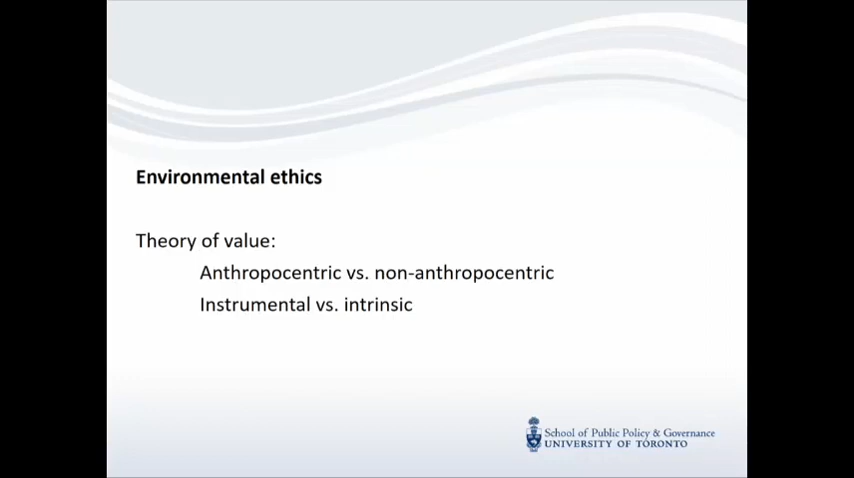 Environmental ethics
Theory of value:
Anthropocentric vs. non-anthropocentric
Instrumental vs. intrinsic
School of Public Policy & Governance
UNIVERSITY OF TORONTO